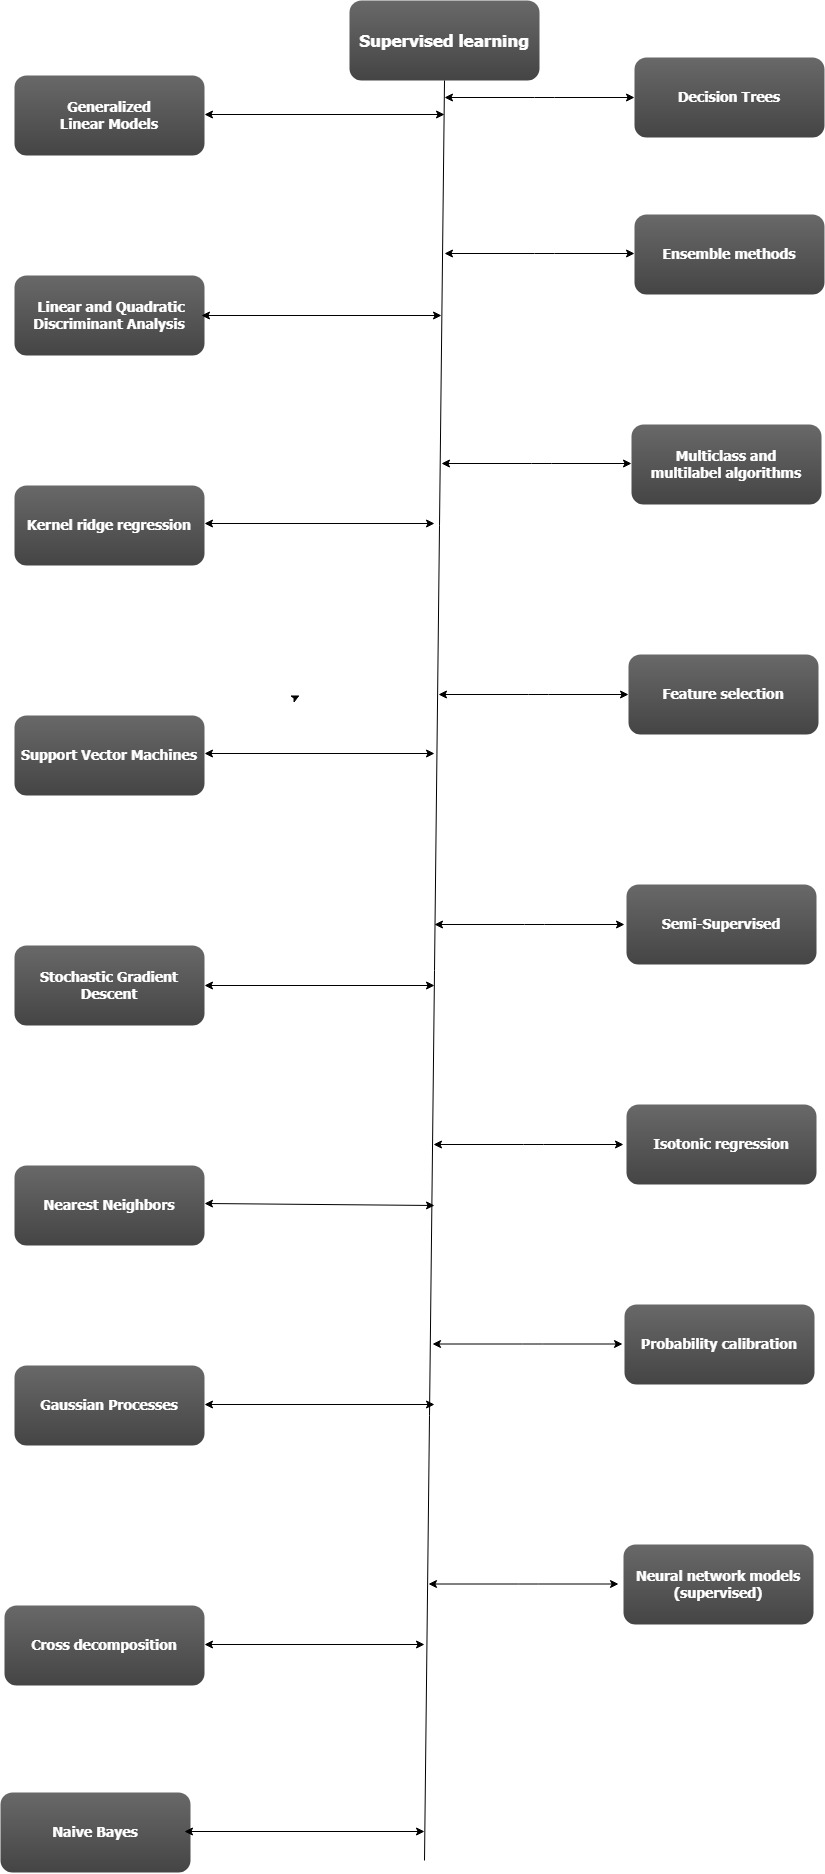 Supervised learning
Decision Trees
Generalized
Linear Models
Ensemble methods
Linear and Quadratic
Discriminant Analysis
Multiclass and
multilabel algorithms
Kernel ridge regression
Feature selection
Support Vector Machines
Semi-Supervised
Stochastic Gradient
Descent
Isotonic regression
Nearest Neighbors
Probability calibration
Gaussian Processes
Neural network models
(supervised)
Cross decomposition
Naive Bayes